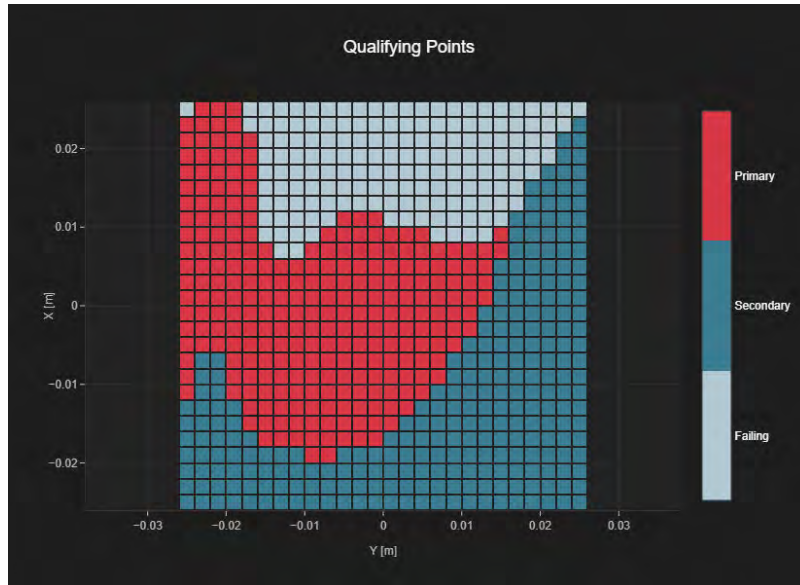 Qualifying Points
0.02
0.01
0
−0.01
−0.02
X [m]
−0.03
−0.02
−0.01
0
0.01
0.02
0.03
Y [m]
Primary
Secondary
Failing